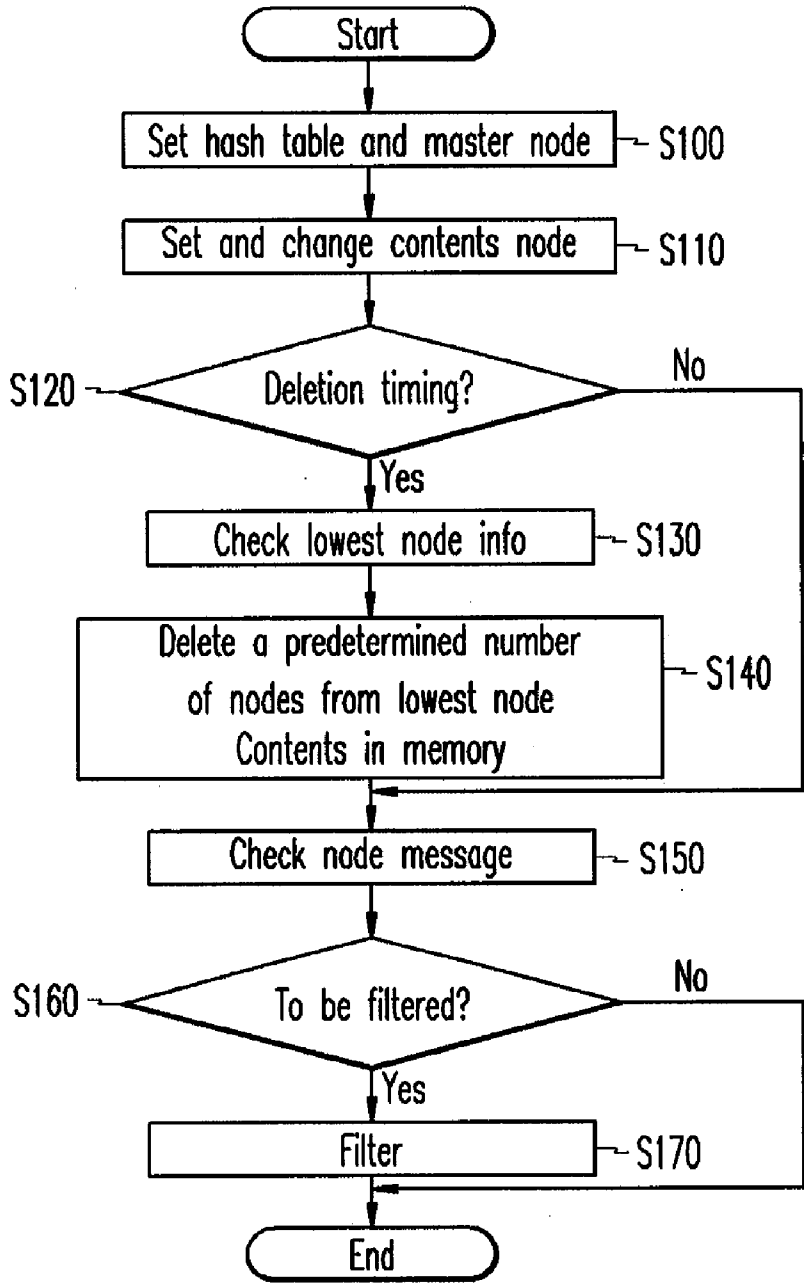 Start
Set hash table and master node
S100
Set and change contents node
S110
S120
Deletion timing?
No
Yes
Check lowest node info
S130
Delete a predetermined number
of nodes from lowest node
Contents in memory
S140
Check node message
S150
S160
To be filtered?
No
Yes
Filter
S170
End